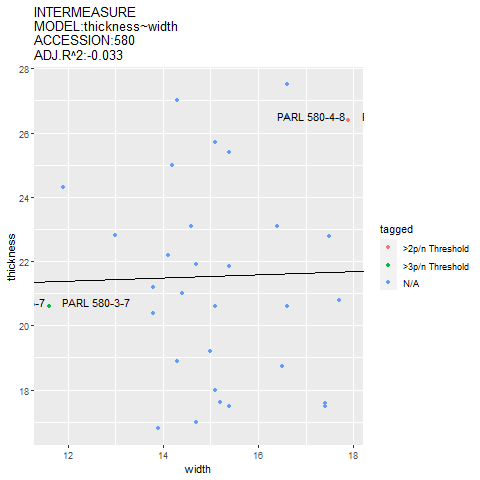 INTERMEASURE
MODEL:thickness~width
ACCESSION:580
ADJ.R^2:-0.033
28
26
24
22
20
18
thickness
PARL 580-4-8
-7
PARL 580-3-7
12
14
16
18
width
tagged
>2p/n Threshold
>3p/n Threshold
N/A